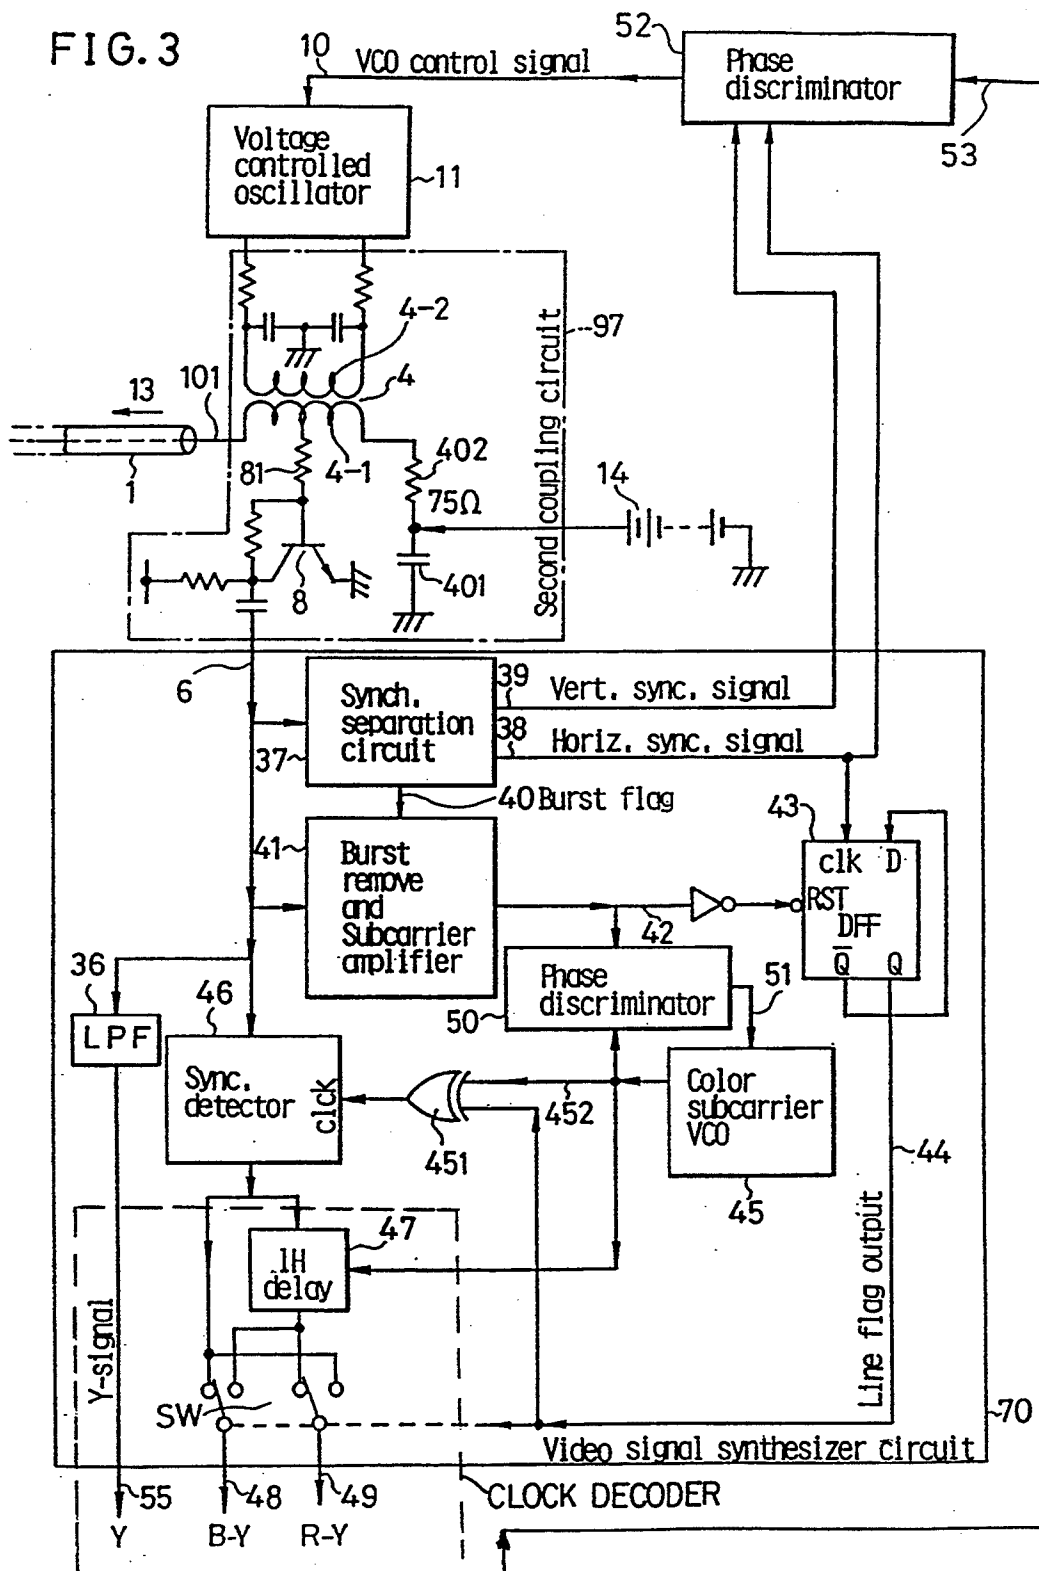 FIG.3
10
VCO control signal
52
Phase
discriminator
53
Voltage
controlled
oscillator
11
4-2
97
Second coupling circuit
4
101
13
1
81
4-1
402
75Ω
14
8
401
6
Synch.
separation
circuit
37
39
Vert. sync. signal
38
Horiz. sync. signal
40 Burst flag
43
41
Burst
remove
and
Subcarrier
amplifier
clk D
RST
DFF
Q̅ Q
42
36
LPF
46
Phase
discriminator
50
51
Sync.
detector
clck
452
451
Color
subcarrier
VCO
45
44
47
1H
delay
Y-signal
Line flag output
SW
70
Video signal synthesizer circuit
55
48
49
CLOCK DECODER
Y
B-Y
R-Y